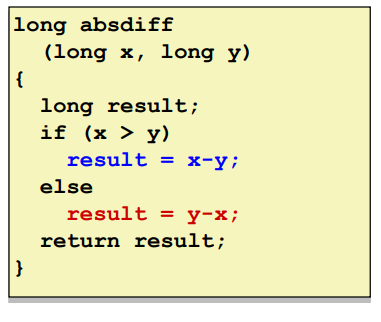 long absdiff
  (long x, long y)
{
  long result;
  if (x > y)
    result = x-y;
  else
    result = y-x;
  return result;
}